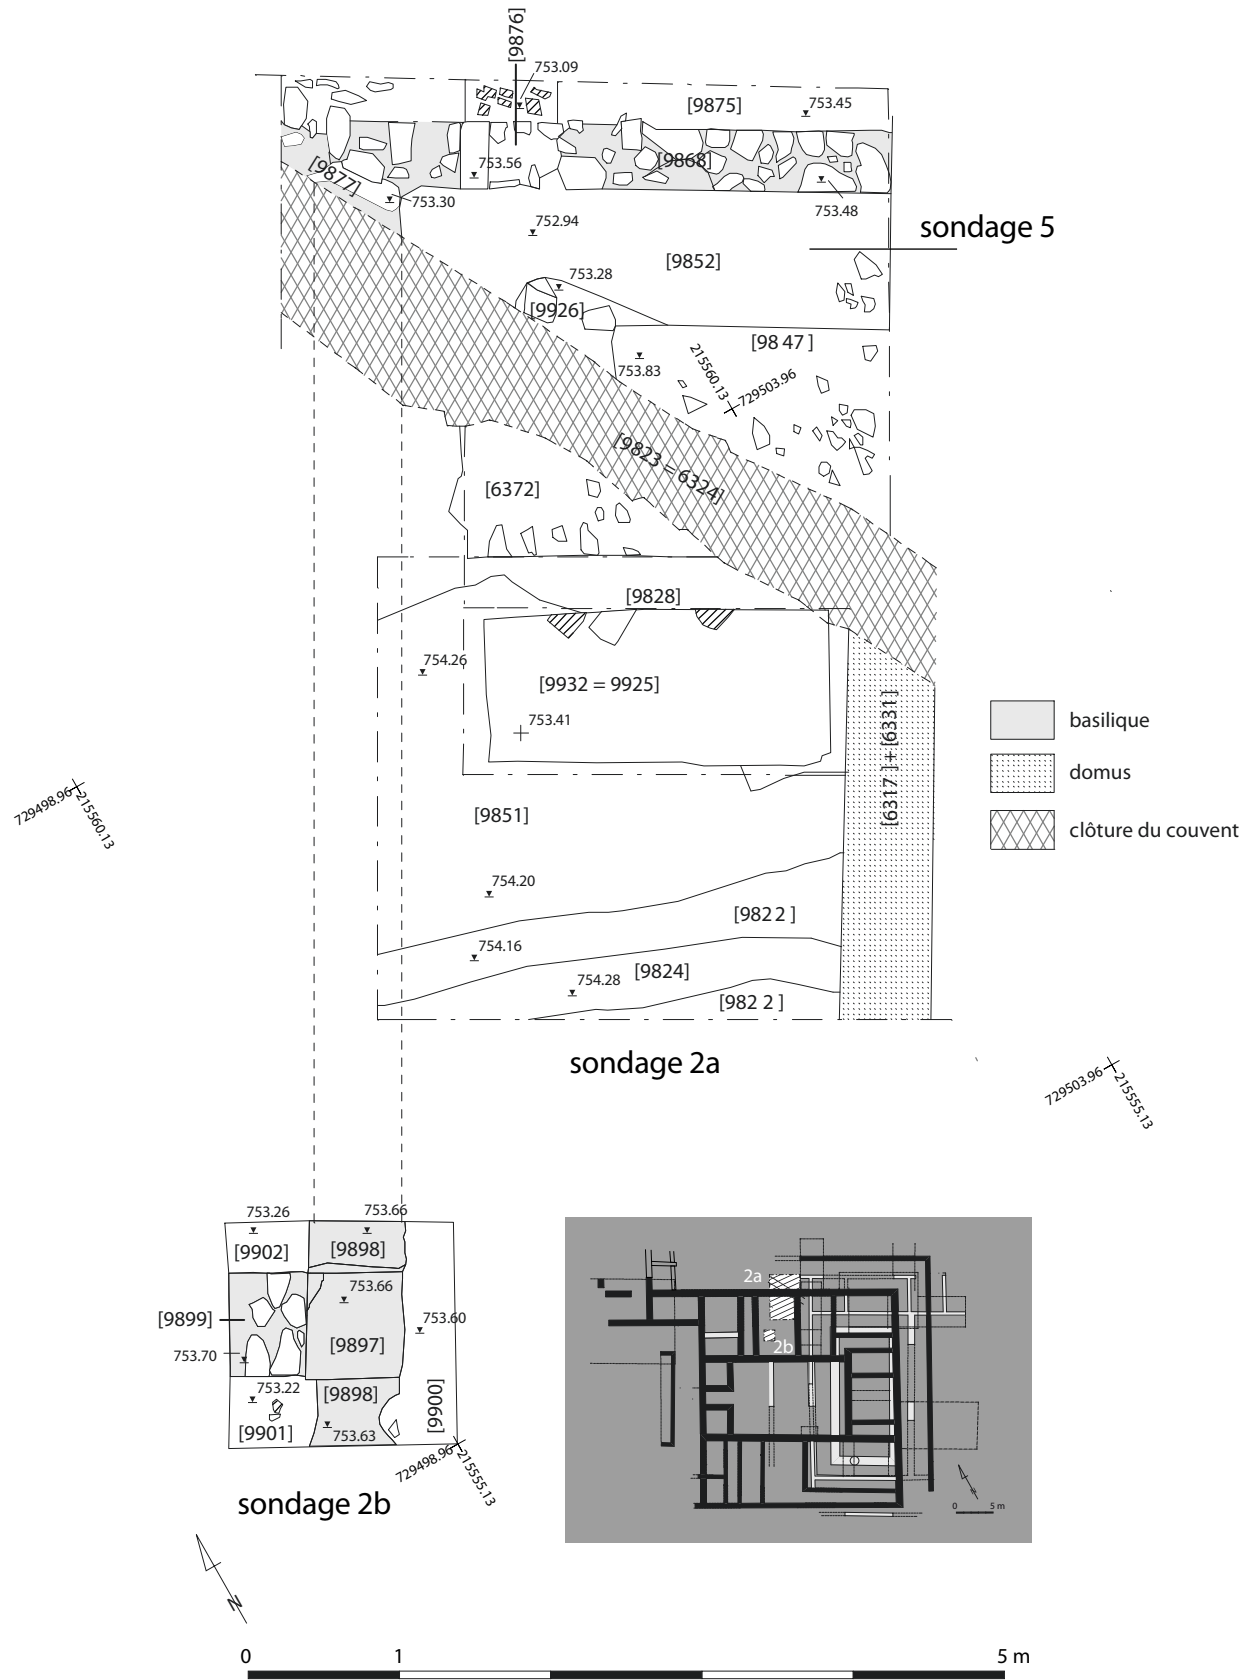 [9876]
753.09
[9875]
753.45
753.56
[9868]
[9877]
753.30
753.48
752.94
sondage 5
[9852]
753.28
[9926]
[98 47 ]
753.83
215560.13
729503.96
[9823 = 6324]
[6372]
[9828]
754.26
[9932 = 9925]
753.41
[6317 ] + [6331]
basilique
domus
clôture du couvent
729498.96
215560.13
[9851]
754.20
[982 2 ]
754.16
[9824]
754.28
[982 2 ]
sondage 2a
729503.96
215555.13
753.26
753.66
[9902]
[9898]
753.66
[9899]
753.60
[9897]
753.70
753.22
[9898]
[9900]
[9901]
753.63
729498.96
215555.13
sondage 2b
2a
2b
N
0 5 m
N
0 1 5 m